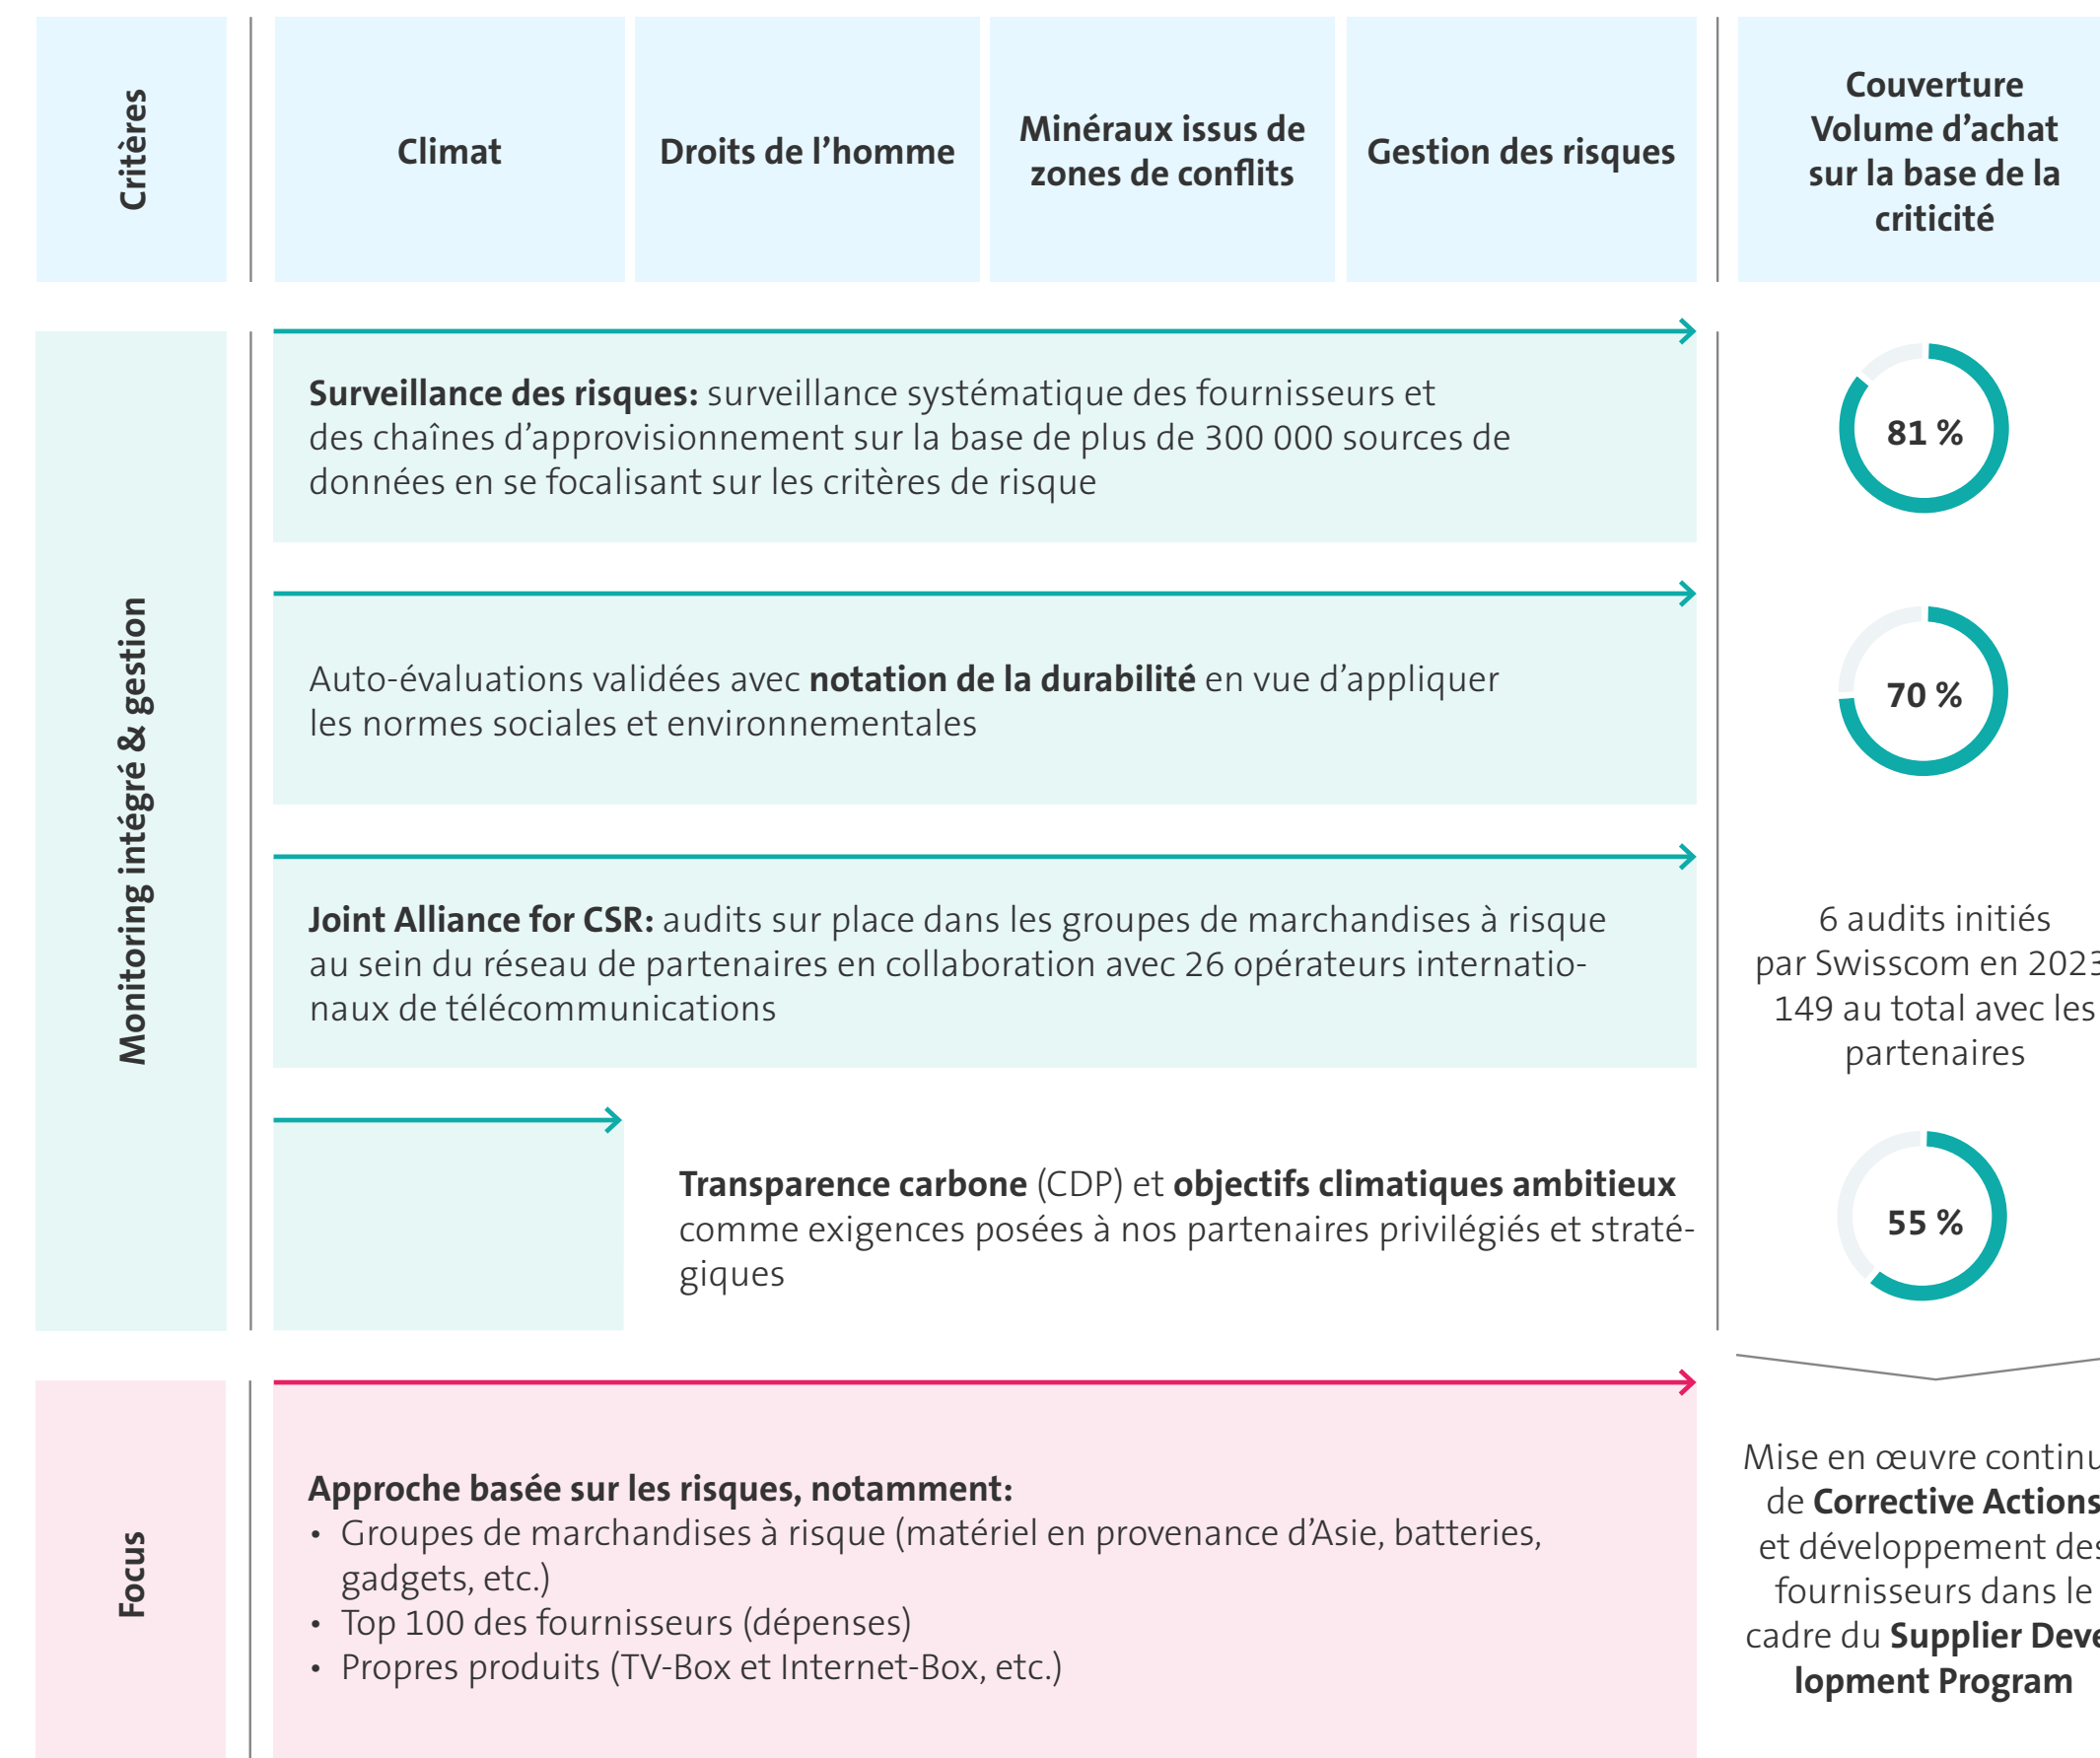 Critères
Climat
Droits de l’homme
Minéraux issus de
zones de conflits
Gestion des risques
Couverture
Volume d’achat
sur la base de la
criticité
Monitoring intégré & gestion
Surveillance des risques: surveillance systématique des fournisseurs et
des chaînes d’approvisionnement sur la base de plus de 300 000 sources de
données en se focalisant sur les critères de risque
81 %
Auto-évaluations validées avec notation de la durabilité en vue d’appliquer
les normes sociales et environnementales
70 %
Joint Alliance for CSR: audits sur place dans les groupes de marchandises à risque
au sein du réseau de partenaires en collaboration avec 26 opérateurs internatio-
naux de télécommunications
6 audits initiés
par Swisscom en 2023
149 au total avec les
partenaires
Transparence carbone (CDP) et objectifs climatiques ambitieux
comme exigences posées à nos partenaires privilégiés et straté-
giques
55 %
Focus
Approche basée sur les risques, notamment:
• Groupes de marchandises à risque (matériel en provenance d’Asie, batteries,
gadgets, etc.)
• Top 100 des fournisseurs (dépenses)
• Propres produits (TV-Box et Internet-Box, etc.)
Mise en œuvre continu
de Corrective Actions
et développement des
fournisseurs dans le
cadre du Supplier Deve
lopment Program